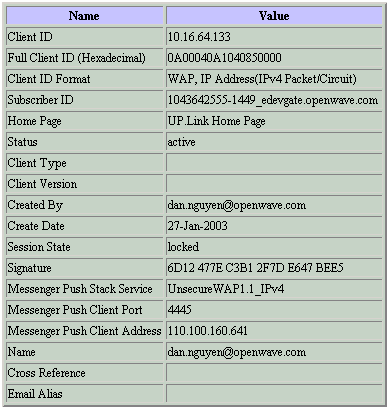 Name Value
Client ID 10.16.64.133
Full Client ID (Hexadecimal) 0A00040A1040850000
Client ID Format WAP, IP Address(IPv4 Packet/Circuit)
Subscriber ID 1043642555-1449_edevgate.openwave.com
Home Page UP.Link Home Page
Status active
Client Type
Client Version
Created By dan.nguyen@openwave.com
Create Date 27-Jan-2003
Session State locked
Signature 6D12 477E C3B1 2F7D E647 BEE5
Messenger Push Stack Service UnsecureWAP1.1_IPv4
Messenger Push Client Port 4445
Messenger Push Client Address 110.100.160.641
Name dan.nguyen@openwave.com
Cross Reference
Email Alias